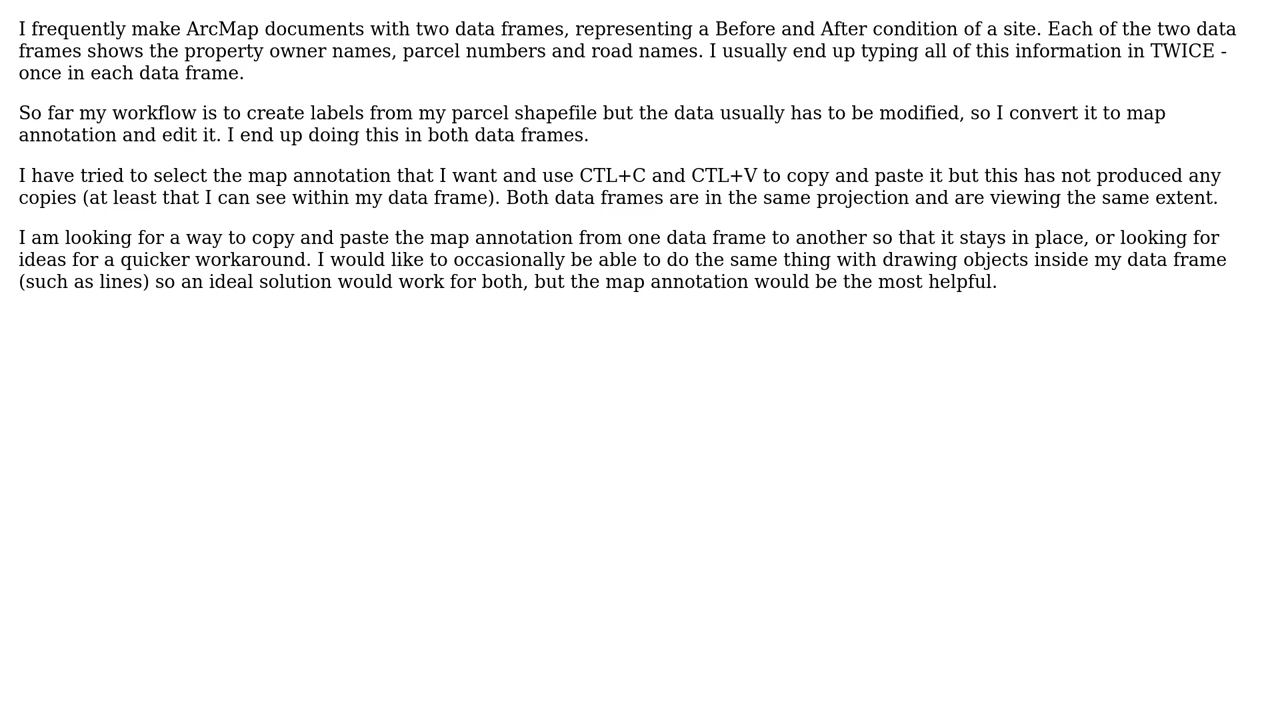 I frequently make ArcMap documents with two data frames, representing a Before and After condition of a site. Each of the two data
frames shows the property owner names, parcel numbers and road names. I usually end up typing all of this information in TWICE -
once in each data frame.
So far my workflow is to create labels from my parcel shapefile but the data usually has to be modified, so I convert it to map
annotation and edit it. I end up doing this in both data frames.
I have tried to select the map annotation that I want and use CTL+C and CTL+V to copy and paste it but this has not produced any
copies (at least that I can see within my data frame). Both data frames are in the same projection and are viewing the same extent.
I am looking for a way to copy and paste the map annotation from one data frame to another so that it stays in place, or looking for
ideas for a quicker workaround. I would like to occasionally be able to do the same thing with drawing objects inside my data frame
(such as lines) so an ideal solution would work for both, but the map annotation would be the most helpful.